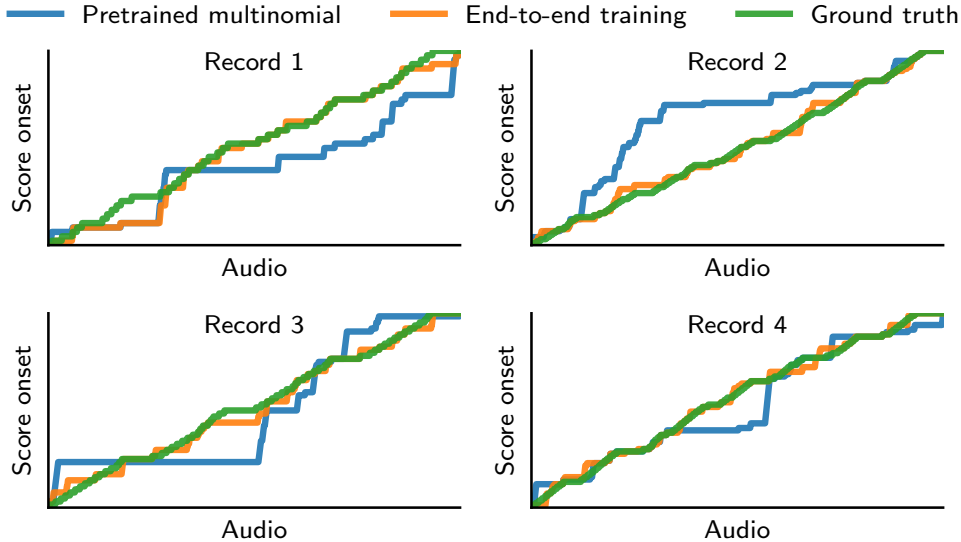 Pretrained multinomial End-to-end training Ground truth
Record 1
Score onset
Audio
Record 2
Score onset
Audio
Record 3
Score onset
Audio
Record 4
Score onset
Audio